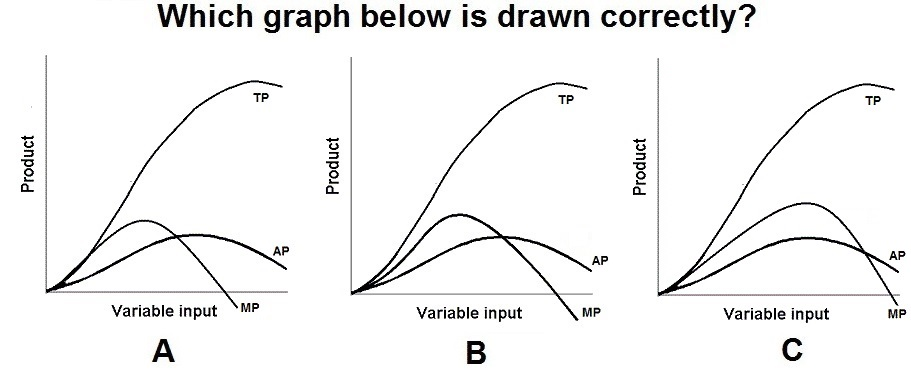 Which graph below is drawn correctly?
Product
TP
AP
MP
Variable input
A
Product
TP
AP
MP
Variable input
B
Product
TP
AP
MP
Variable input
C